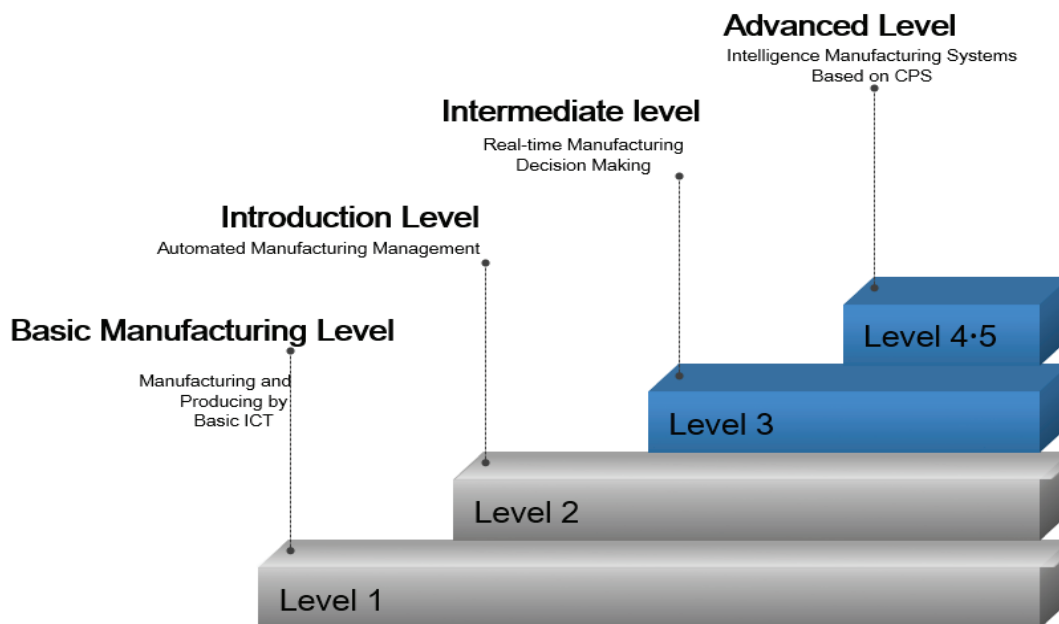 Advanced Level
Intelligence Manufacturing Systems
Based on CPS
Intermediate level
Real-time Manufacturing
Decision Making
Introduction Level
Automated Manufacturing Management
Basic Manufacturing Level
Manufacturing and
Producing by
Basic ICT
Level 4·5
Level 3
Level 2
Level 1